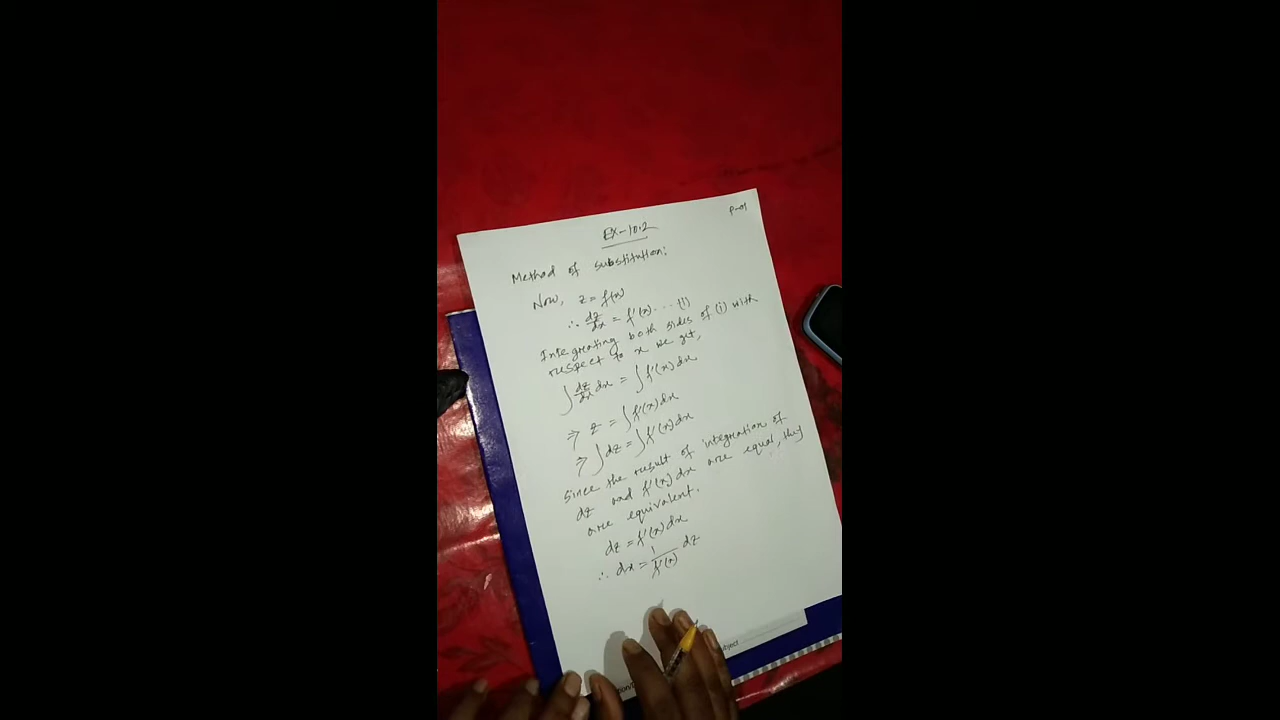 P-01
EX-10.2
Method of substitution:
Now, z = f(x)
∴ dz/dx = f'(x) ... (i)
Integrating both sides of (i) with
respect to x we get,
∫ dz/dx dx = ∫ f'(x) dx
⇒ z = ∫ f'(x) dx
⇒ ∫ dz = ∫ f'(x) dx
Since the result of integration of
dz and f'(x) dx are equal, they
are equivalent.
dz = f'(x) dx
∴ dx = 1/f'(x) dz